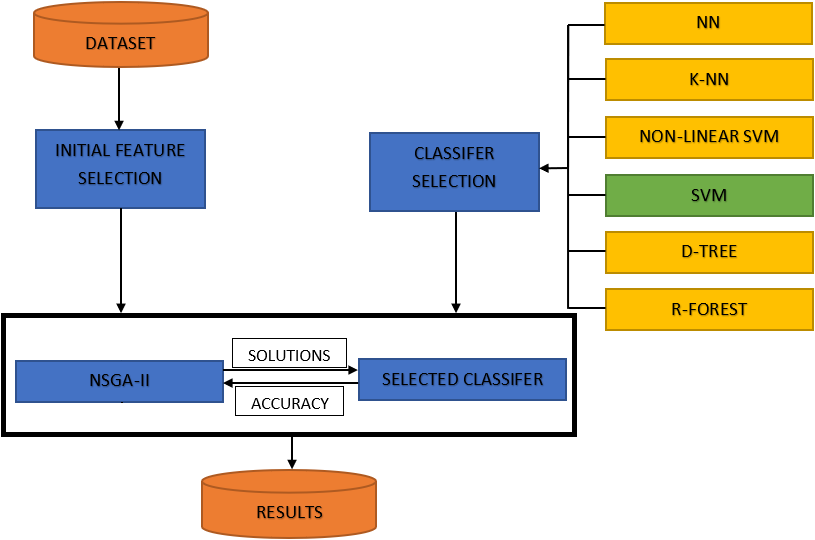 DATASET
INITIAL FEATURE
SELECTION
CLASSIFER
SELECTION
NN
K-NN
NON-LINEAR SVM
SVM
D-TREE
R-FOREST
NSGA-II
SOLUTIONS
ACCURACY
SELECTED CLASSIFER
RESULTS